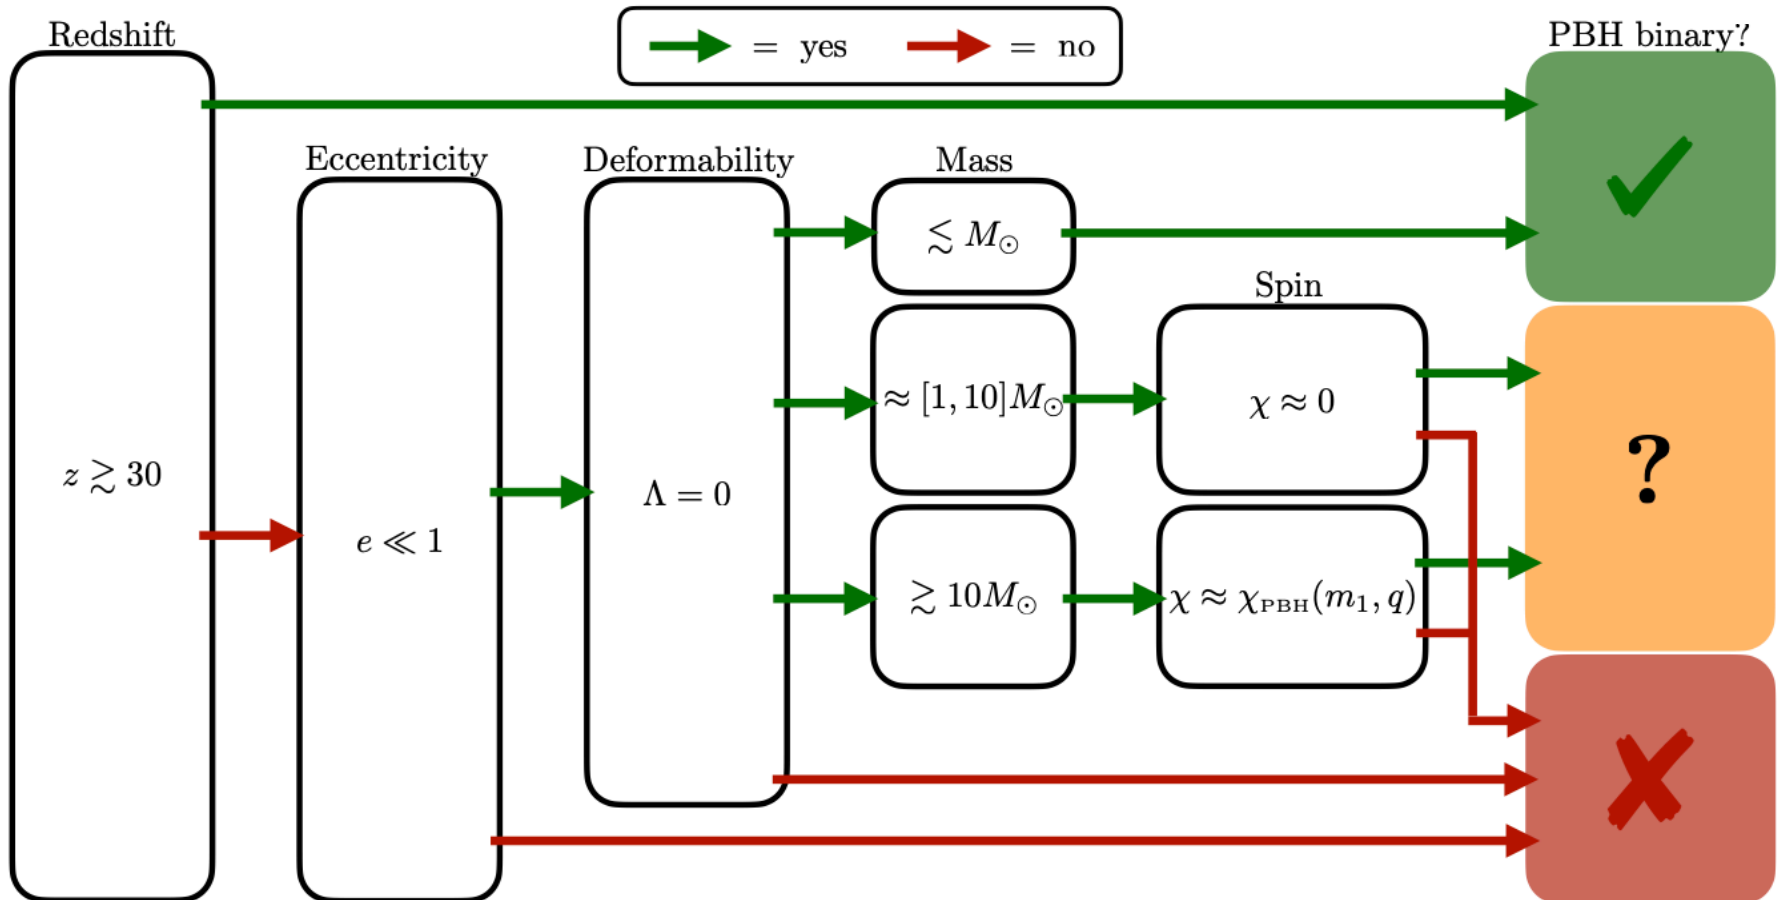 Redshift
= yes
= no
PBH binary?
Eccentricity
Deformability
Mass
≲ M⊙
Spin
≈ [1, 10]M⊙
χ ≈ 0
?
z ≳ 30
Λ = 0
e ≪ 1
≳ 10M⊙
χ ≈ χPBH(m1, q)